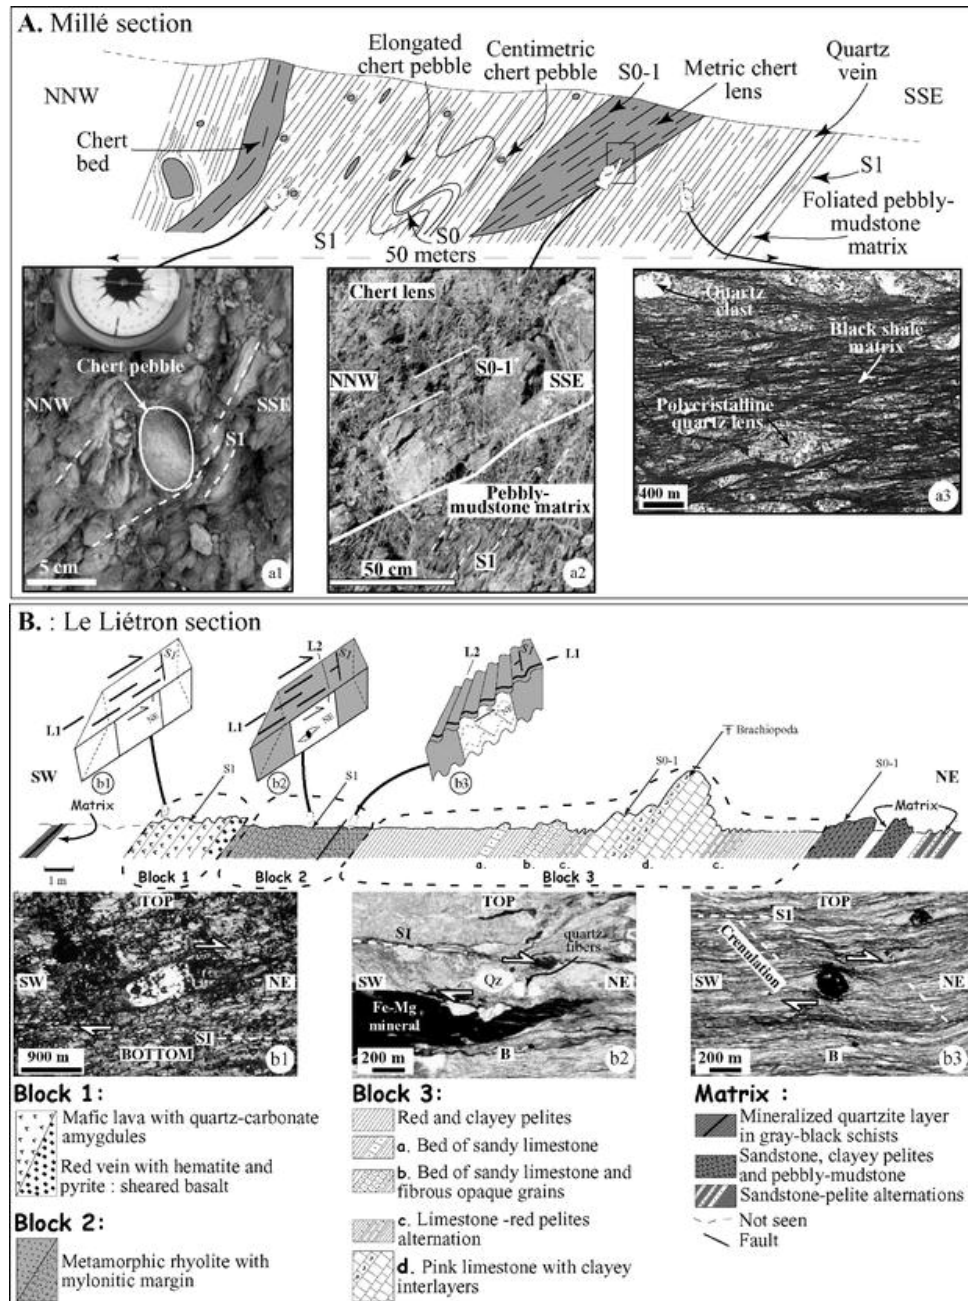 A. Millé section
Elongated
chert pebble
Centimetric
chert pebble
S0-1
Metric chert
lens
Quartz
vein
NNW
SSE
Chert
bed
S1
Foliated pebbly-
mudstone
matrix
S1
S0
50 meters
Chert pebble
NNW
SSE
S1
5 cm
a1
Chert lens
S0-1
NNW
SSE
Pebbly-
mudstone matrix
S1
50 cm
a2
Quartz
clast
Black shale
matrix
Polycristalline
quartz lens
400 m
a3
B. : Le Liétron section
S1
L1
NE
b1
L2
S1
L1
NE
b2
L2
S1
L1
b3
Brachiopoda
SW
NE
Matrix
S1
S1
S0-1
S0-1
Matrix
1 m
a.
b.
c.
d.
c.
Block 1
Block 2
Block 3
TOP
SW
NE
S1
BOTTOM
900 m
b1
TOP
S1
quartz
fibers
SW
Qz
NE
Fe-Mg
mineral
200 m
B
b2
TOP
S1
Crenulation
SW
NE
200 m
B
b3
Block 1:
Mafic lava with quartz-carbonate
amygdules
Red vein with hematite and
pyrite : sheared basalt
Block 2:
Metamorphic rhyolite with
mylonitic margin
Block 3:
Red and clayey pelites
a. Bed of sandy limestone
b. Bed of sandy limestone and
fibrous opaque grains
c. Limestone -red pelites
alternation
d. Pink limestone with clayey
interlayers
Matrix :
Mineralized quartzite layer
in gray-black schists
Sandstone, clayey pelites
and pebbly-mudstone
Sandstone-pelite alternations
Not seen
Fault